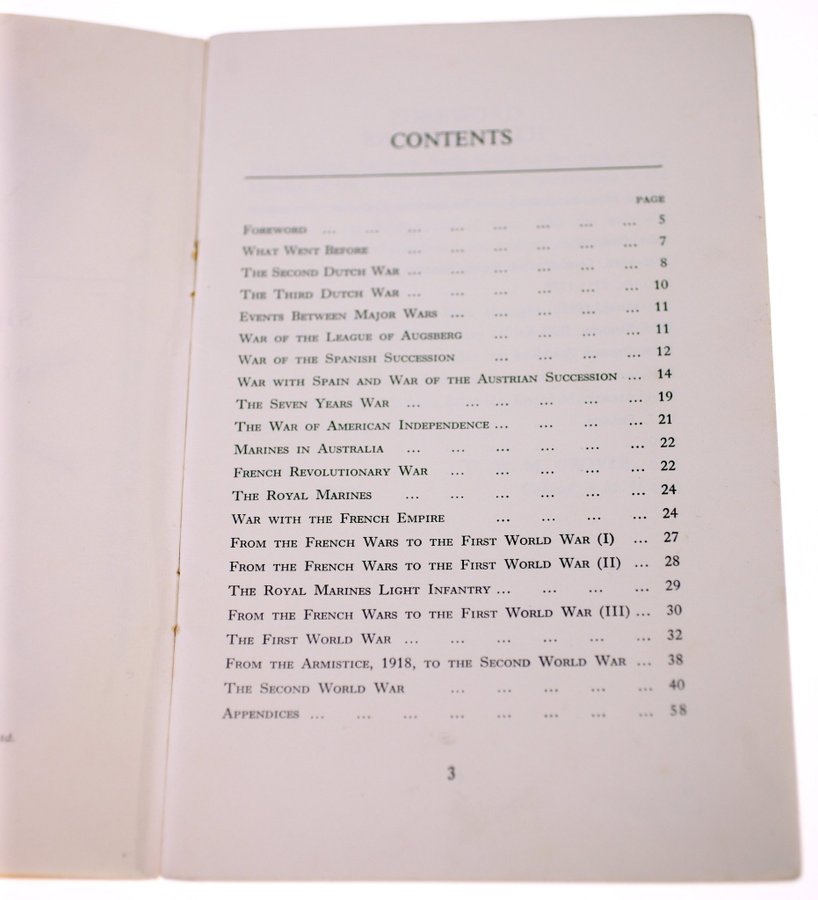 td.
CONTENTS
PAGE
FOREWORD ... ... ... ... ... ... ... ... 5
WHAT WENT BEFORE ... ... ... ... ... ... 7
THE SECOND DUTCH WAR ... ... ... ... ... ... 8
THE THIRD DUTCH WAR ... ... ... ... ... ... 10
EVENTS BETWEEN MAJOR WARS ... ... ... ... ... 11
WAR OF THE LEAGUE OF AUGSBERG ... ... ... ... 11
WAR OF THE SPANISH SUCCESSION ... ... ... ... 12
WAR WITH SPAIN AND WAR OF THE AUSTRIAN SUCCESSION ... 14
THE SEVEN YEARS WAR ... ... ... ... ... ... 19
THE WAR OF AMERICAN INDEPENDENCE ... ... ... ... 21
MARINES IN AUSTRALIA ... ... ... ... ... ... 22
FRENCH REVOLUTIONARY WAR ... ... ... ... ... 22
THE ROYAL MARINES ... ... ... ... ... ... 24
WAR WITH THE FRENCH EMPIRE ... ... ... ... 24
FROM THE FRENCH WARS TO THE FIRST WORLD WAR (I) ... 27
FROM THE FRENCH WARS TO THE FIRST WORLD WAR (II) ... 28
THE ROYAL MARINES LIGHT INFANTRY ... ... ... ... 29
FROM THE FRENCH WARS TO THE FIRST WORLD WAR (III) ... 30
THE FIRST WORLD WAR ... ... ... ... ... ... 32
FROM THE ARMISTICE, 1918, TO THE SECOND WORLD WAR ... 38
THE SECOND WORLD WAR ... ... ... ... ... 40
APPENDICES ... ... ... ... ... ... ... ... 58
3